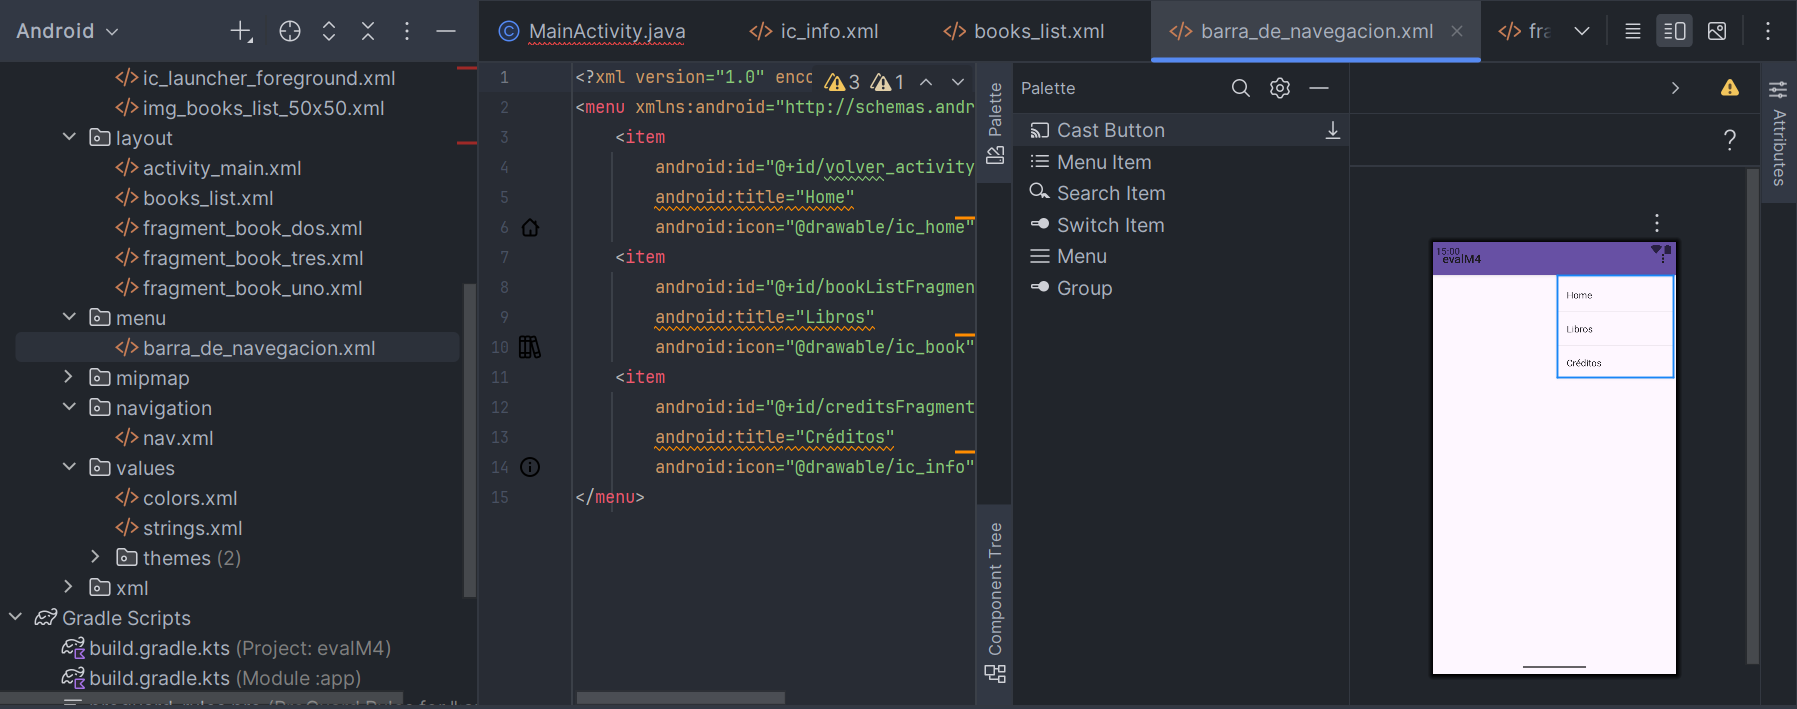 Android
MainActivity.java
ic_info.xml
books_list.xml
barra_de_navegacion.xml
fra
ic_launcher_foreground.xml
img_books_list_50x50.xml
layout
activity_main.xml
books_list.xml
fragment_book_dos.xml
fragment_book_tres.xml
fragment_book_uno.xml
menu
barra_de_navegacion.xml
mipmap
navigation
nav.xml
values
colors.xml
strings.xml
themes (2)
xml
Gradle Scripts
build.gradle.kts (Project: evalM4)
build.gradle.kts (Module :app)
1 <?xml version="1.0" enco
3 1
2 <menu xmlns:android="http://schemas.andr
3 <item
4 android:id="@+id/volver_activity
5 android:title="Home"
6 android:icon="@drawable/ic_home"
7 <item
8 android:id="@+id/bookListFragmen
9 android:title="Libros"
10 android:icon="@drawable/ic_book"
11 <item
12 android:id="@+id/creditsFragment
13 android:title="Créditos"
14 android:icon="@drawable/ic_info"
15 </menu>
Palette
Component Tree
Palette
Cast Button
Menu Item
Search Item
Switch Item
Menu
Group
?
15:00
evalM4
Home
Libros
Créditos
Attributes